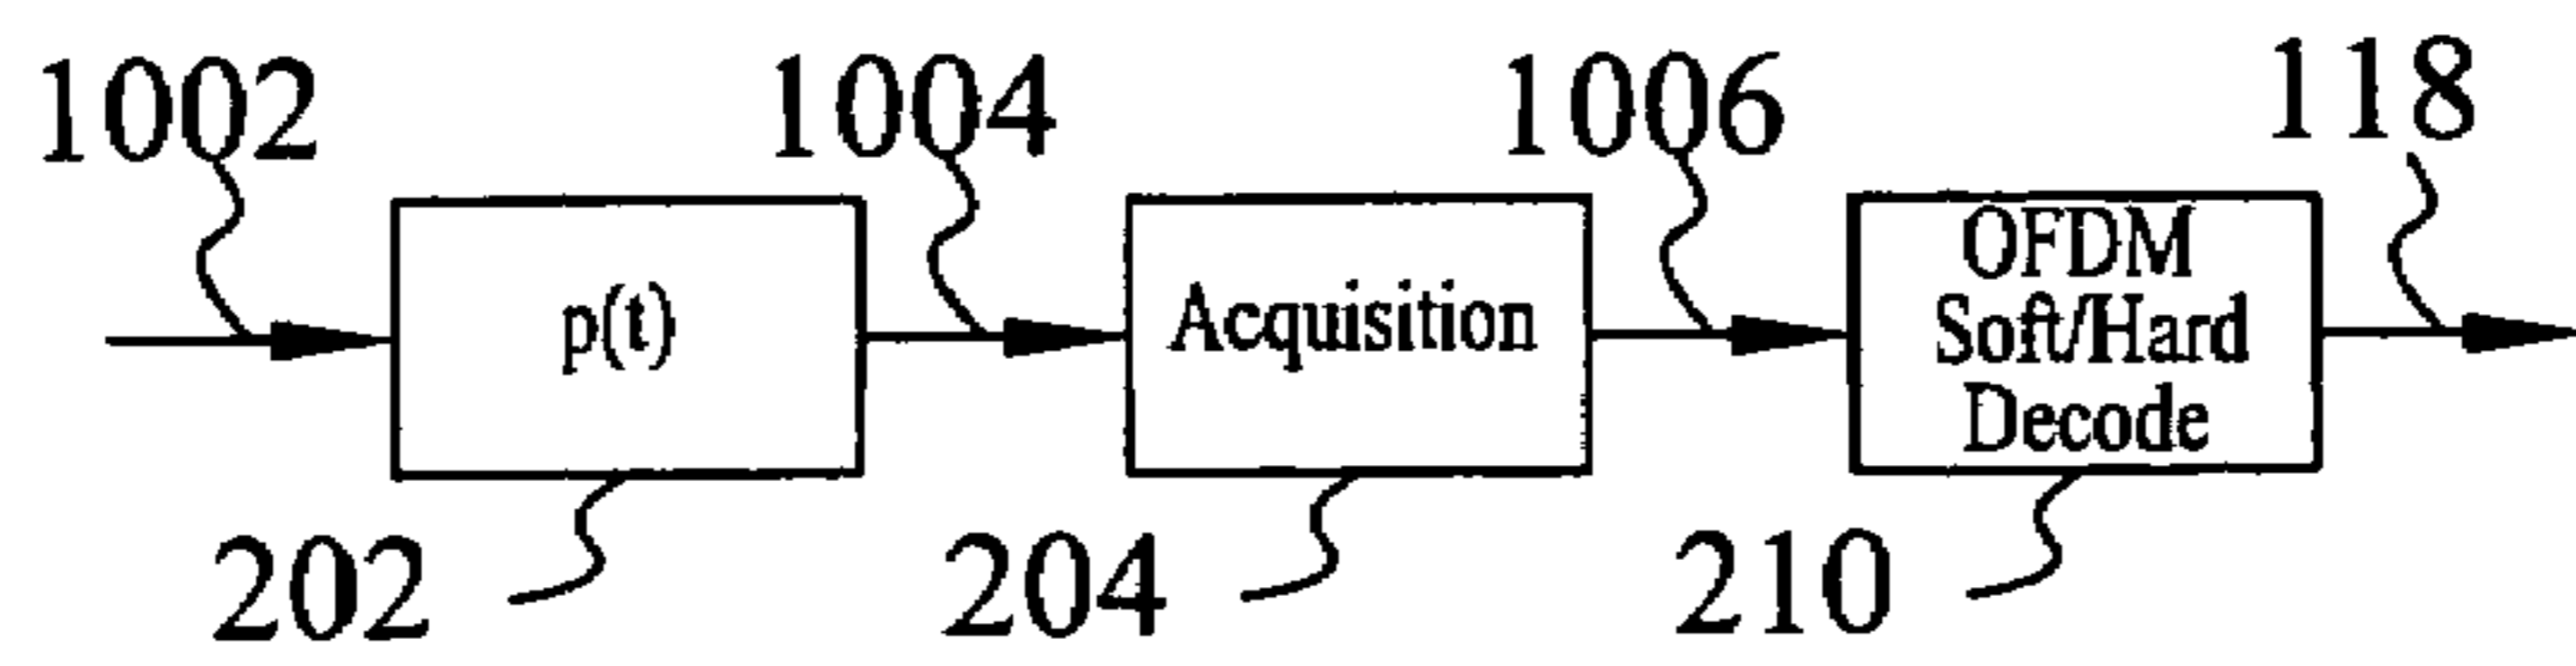 1002
1004
1006
118
p(t)
Acquisition
OFDM
Soft/Hard
Decode
202
204
210